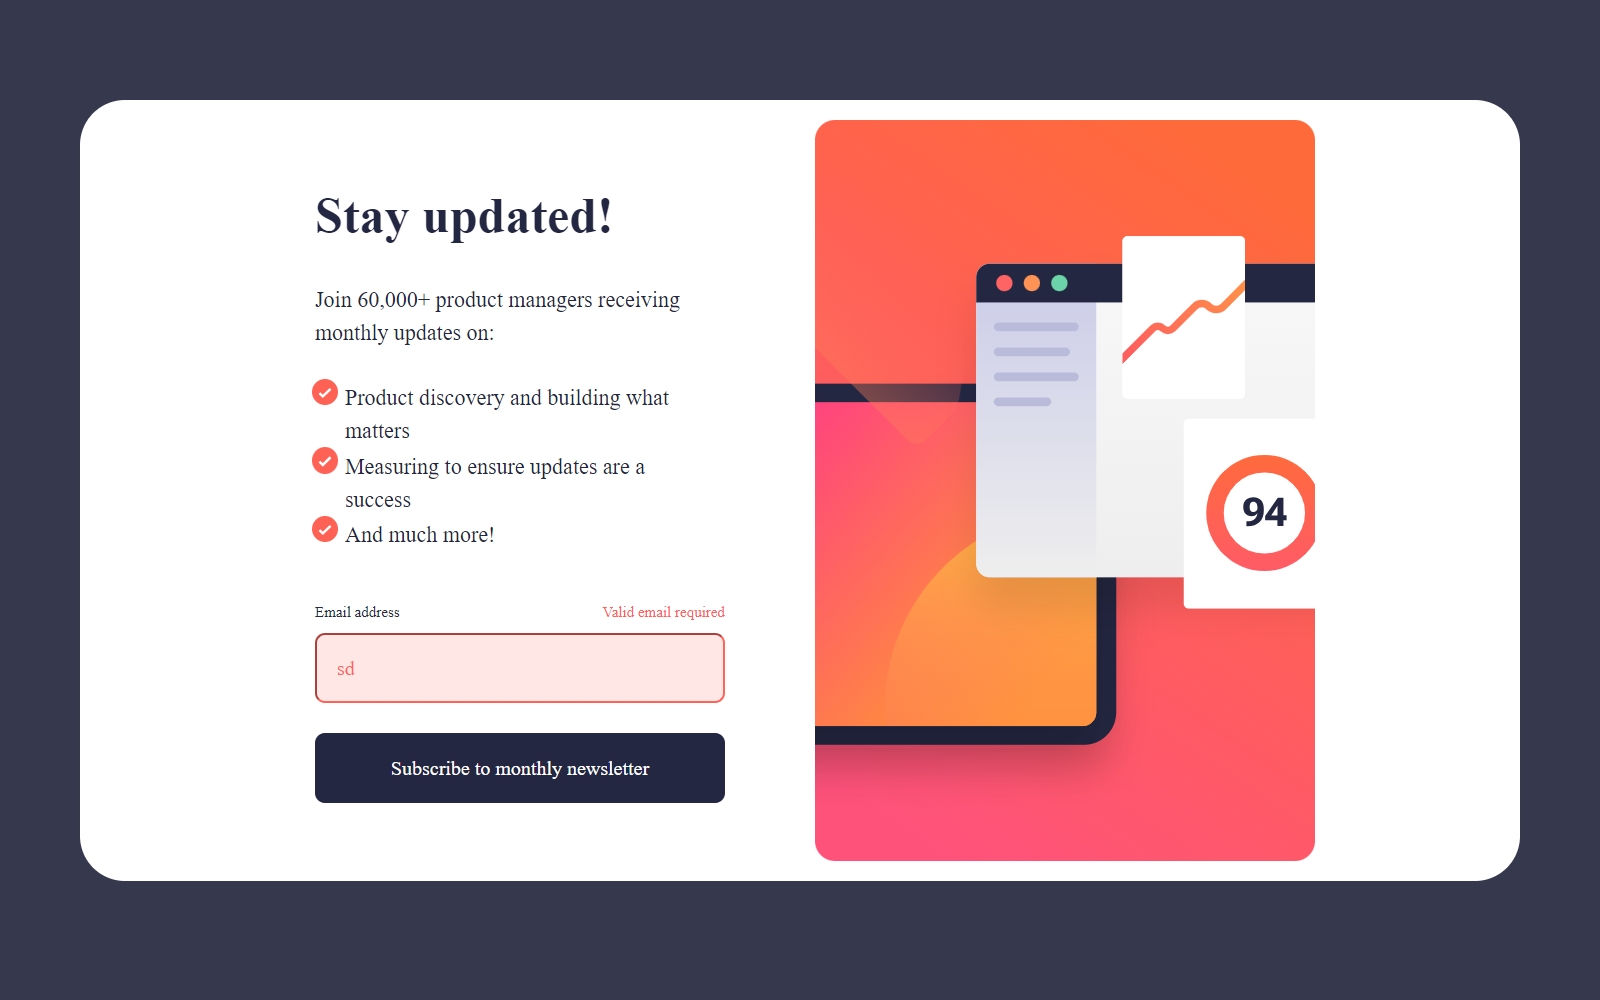 Stay updated!
Join 60,000+ product managers receiving
monthly updates on:
Product discovery and building what
matters
Measuring to ensure updates are a
success
And much more!
Email address
Valid email required
sd
Subscribe to monthly newsletter
94